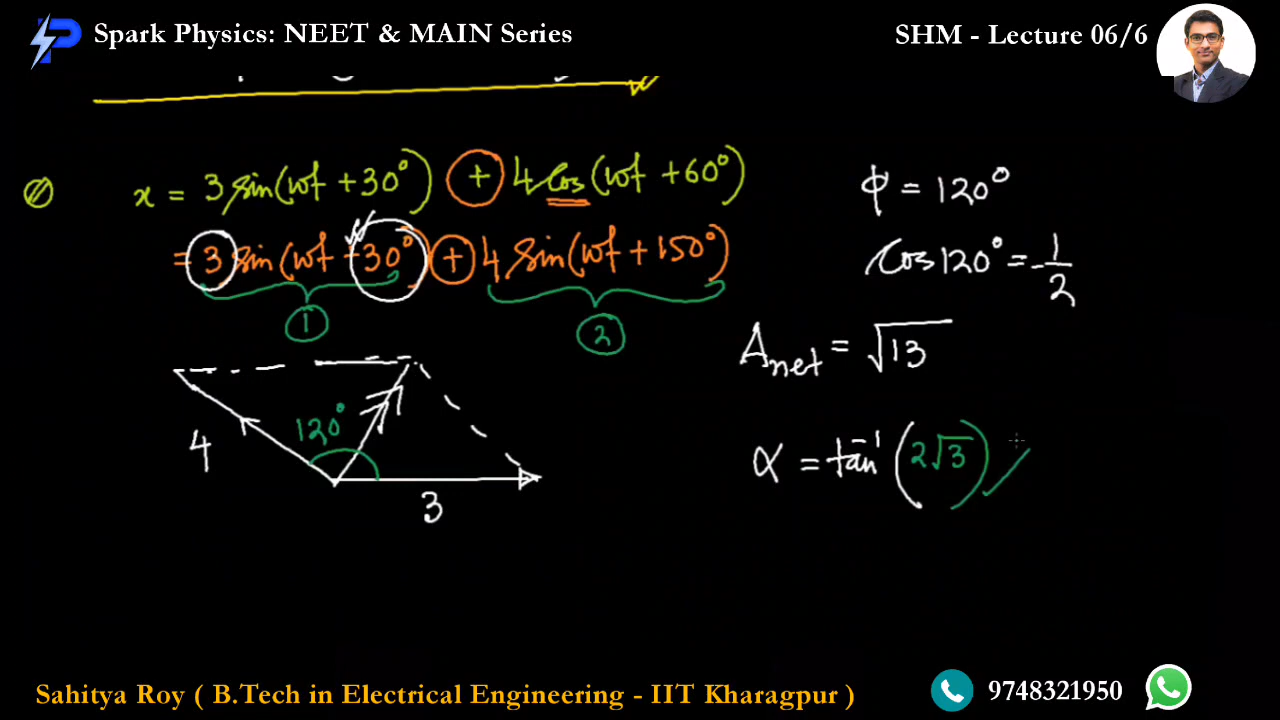 Spark Physics: NEET & MAIN Series
SHM - Lecture 06/6
x = 3 sin(ωt + 30°) + 4 cos(ωt + 60°)
= 3 sin(ωt + 30°) + 4 sin(ωt + 150°)
1
2
φ = 120°
Cos 120° = -1/2
A_net = √13
α = tan⁻¹(2√3)
120°
4
3
Sahitya Roy ( B.Tech in Electrical Engineering - IIT Kharagpur )
9748321950